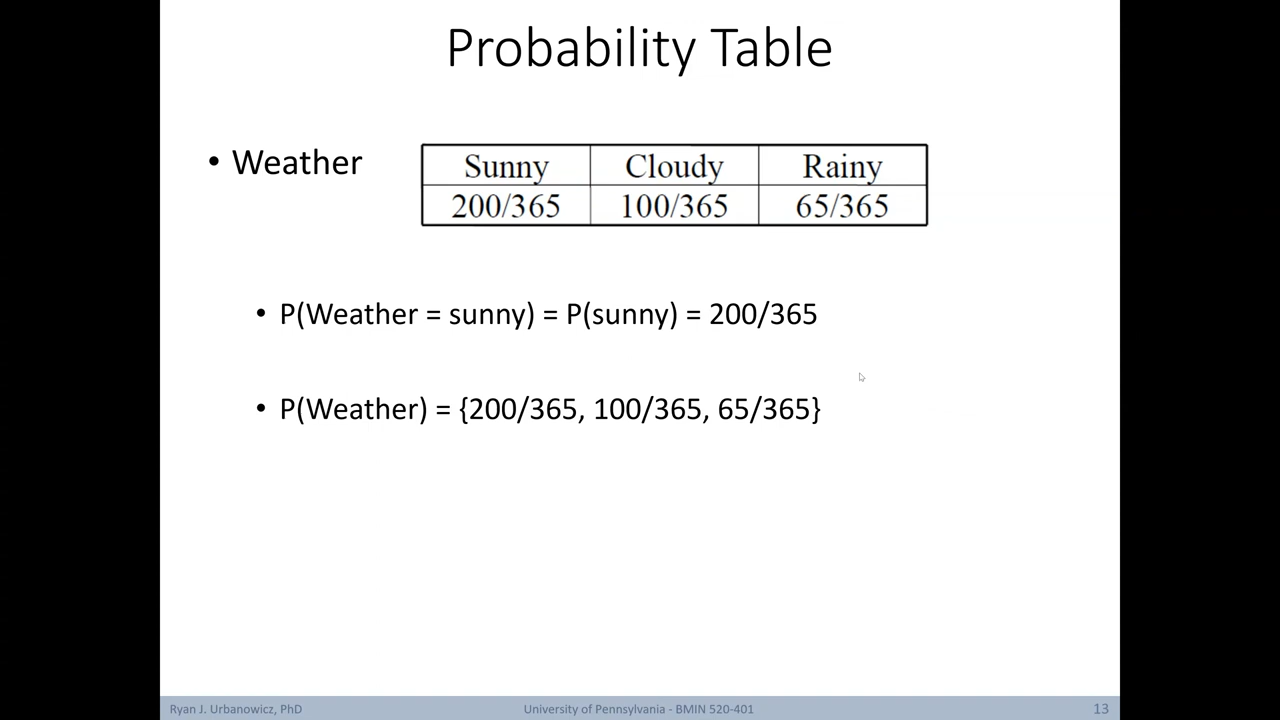 Probability Table
• Weather
Sunny Cloudy Rainy
200/365 100/365 65/365
• P(Weather = sunny) = P(sunny) = 200/365
• P(Weather) = {200/365, 100/365, 65/365}
Ryan J. Urbanowicz, PhD University of Pennsylvania - BMIN 520-401 13